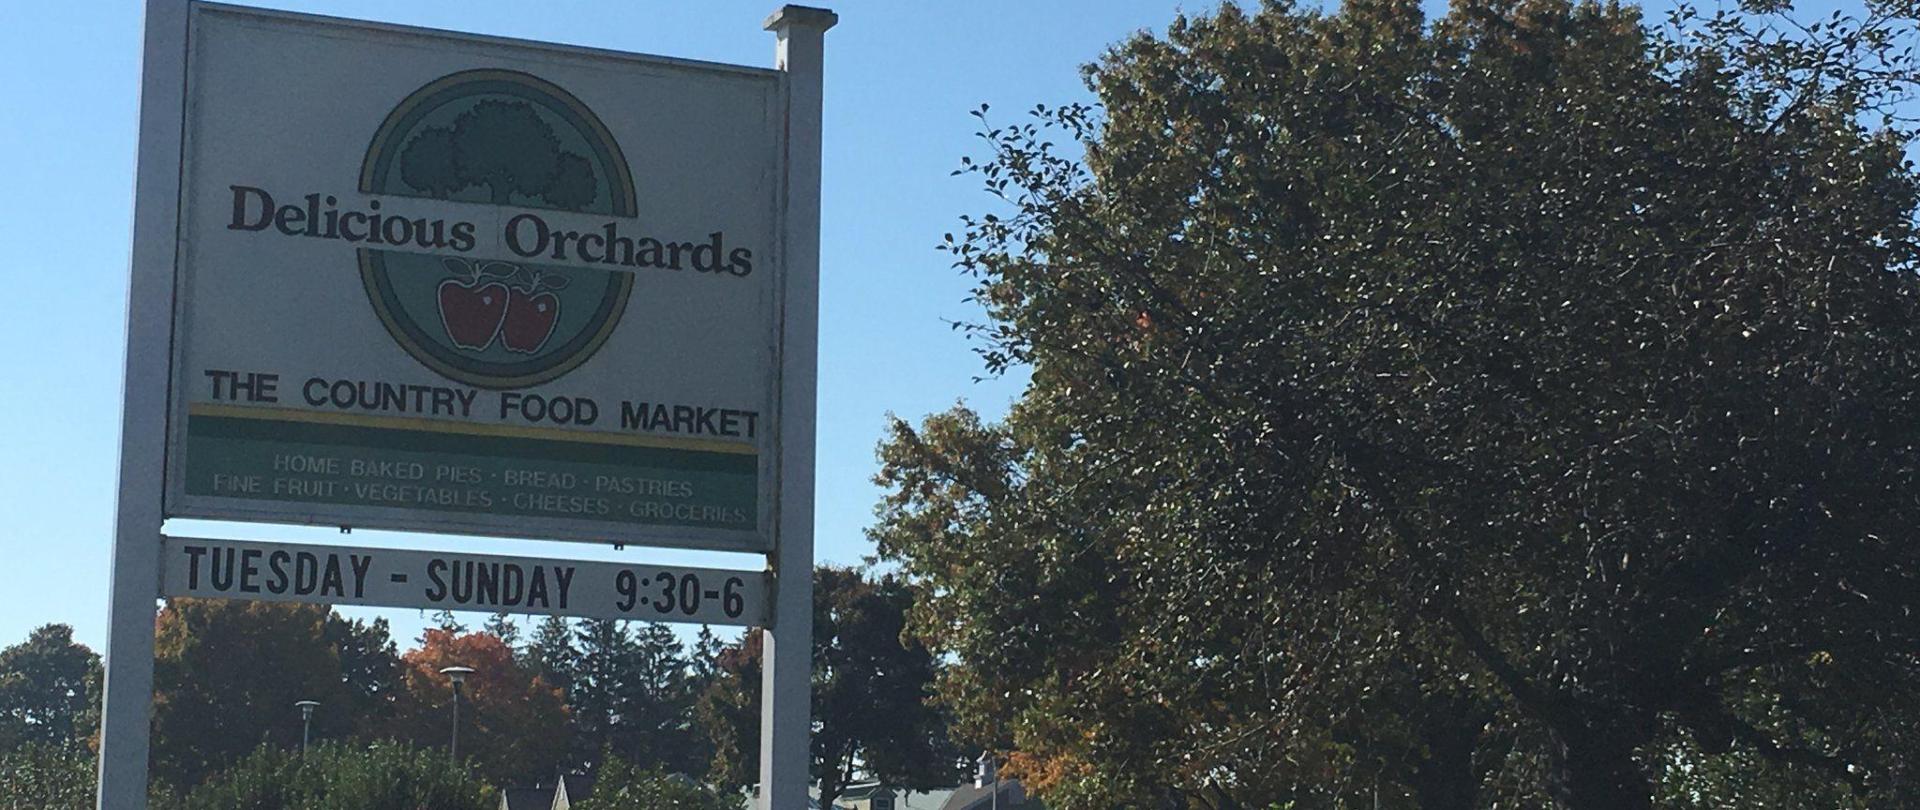 Delicious Orchards
THE COUNTRY FOOD MARKET
HOME BAKED PIES · BREAD · PASTRIES
FINE FRUIT · VEGETABLES · CHEESES · GROCERIES
TUESDAY - SUNDAY 9:30-6